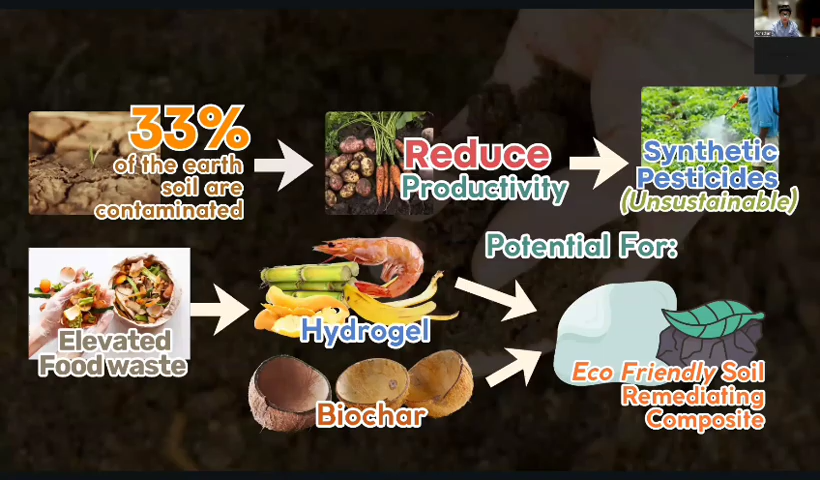 33%
of the earth
soil are
contaminated
Reduce
Productivity
Synthetic
Pesticides
(Unsustainable)
Potential For:
Elevated
Food waste
Hydrogel
Biochar
Eco Friendly Soil
Remediating
Composite